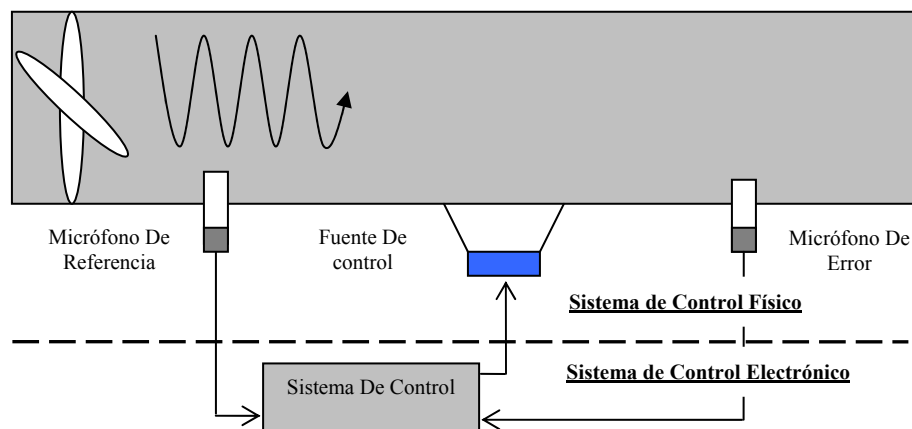 Micrófono De
Referencia
Fuente De
control
Micrófono De
Error
Sistema de Control Físico
Sistema de Control Electrónico
Sistema De Control